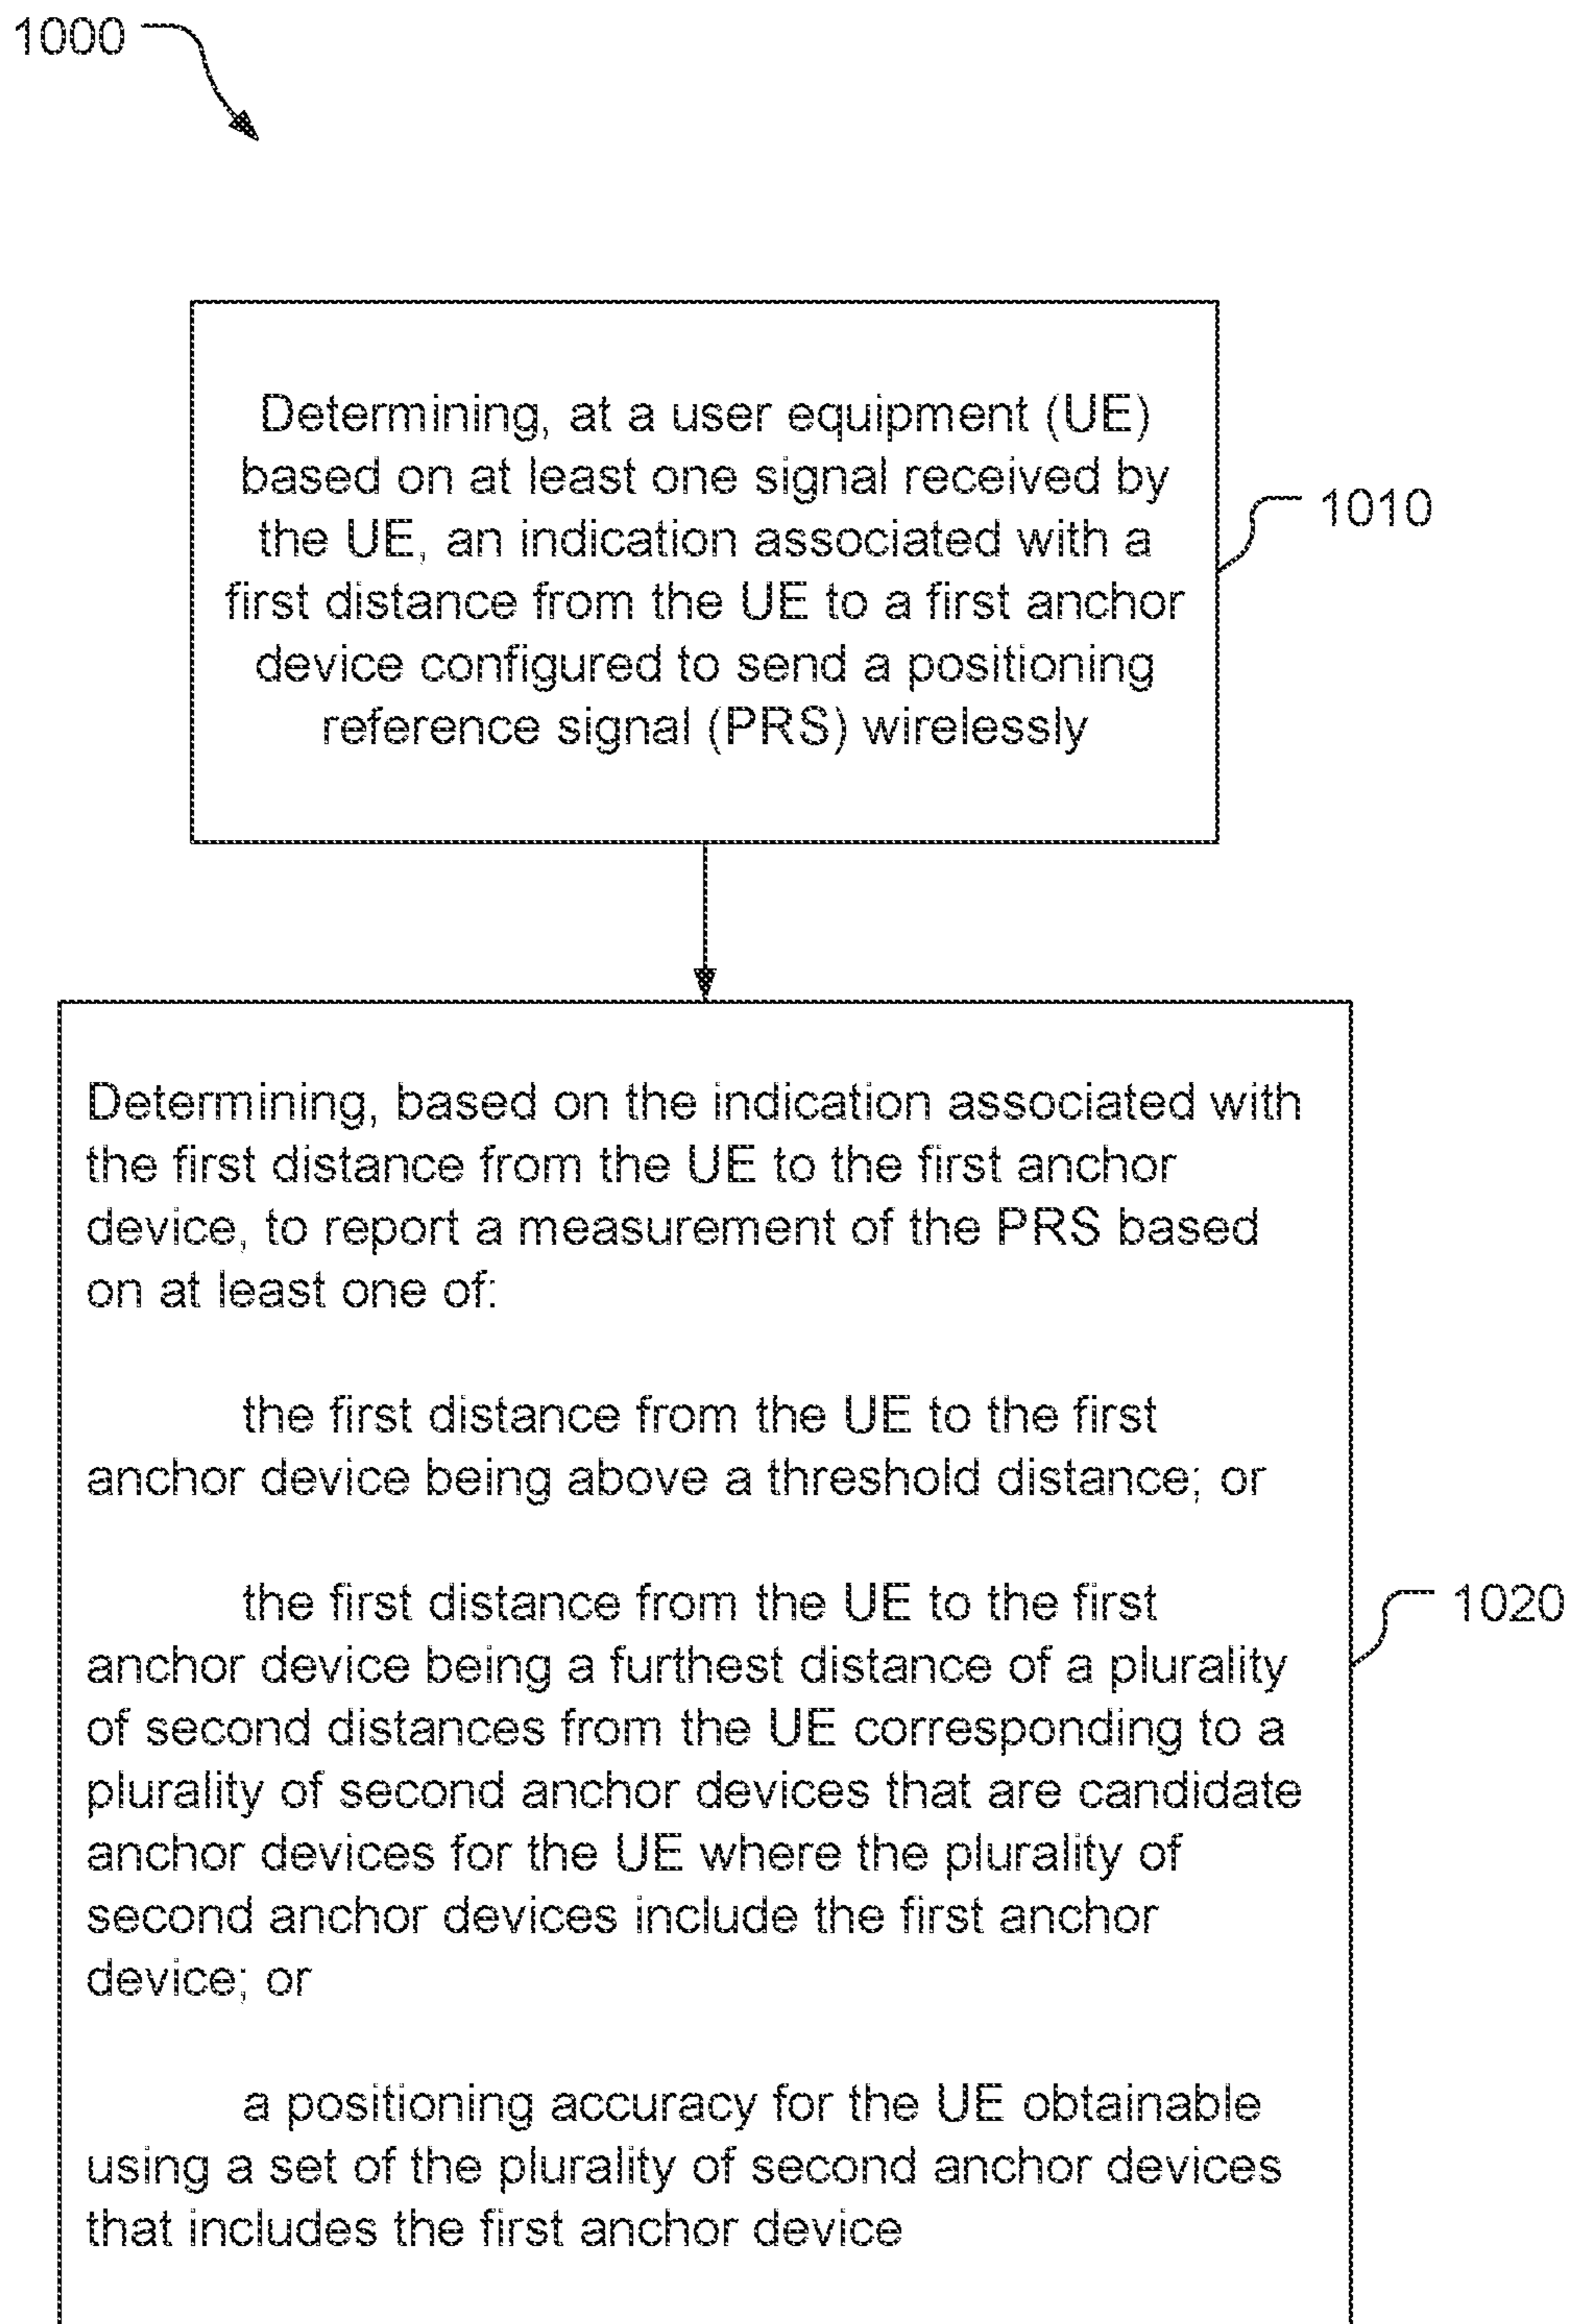 1000
Determining, at a user equipment (UE)
based on at least one signal received by
the UE, an indication associated with a
first distance from the UE to a first anchor
device configured to send a positioning
reference signal (PRS) wirelessly
1010
Determining, based on the indication associated with
the first distance from the UE to the first anchor
device, to report a measurement of the PRS based
on at least one of:
the first distance from the UE to the first
anchor device being above a threshold distance; or
the first distance from the UE to the first
anchor device being a furthest distance of a plurality
of second distances from the UE corresponding to a
plurality of second anchor devices that are candidate
anchor devices for the UE where the plurality of
second anchor devices include the first anchor
device; or
a positioning accuracy for the UE obtainable
using a set of the plurality of second anchor devices
that includes the first anchor device
1020